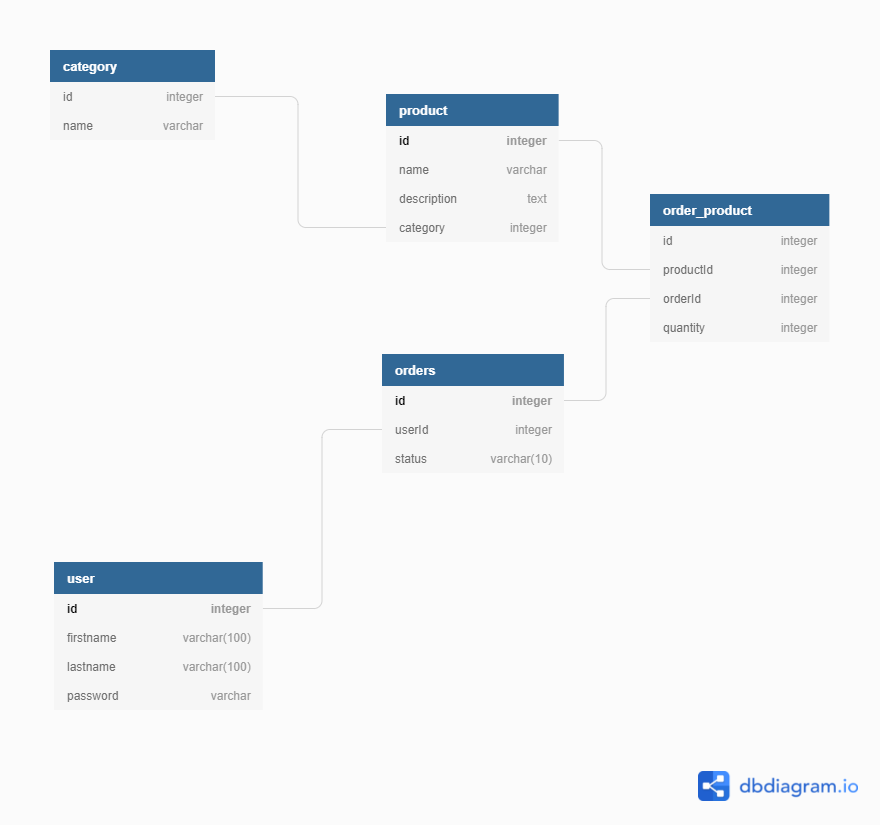 category
id integer
name varchar
product
id integer
name varchar
description text
category integer
order_product
id integer
productId integer
orderId integer
quantity integer
orders
id integer
userId integer
status varchar(10)
user
id integer
firstname varchar(100)
lastname varchar(100)
password varchar
dbdiagram.io